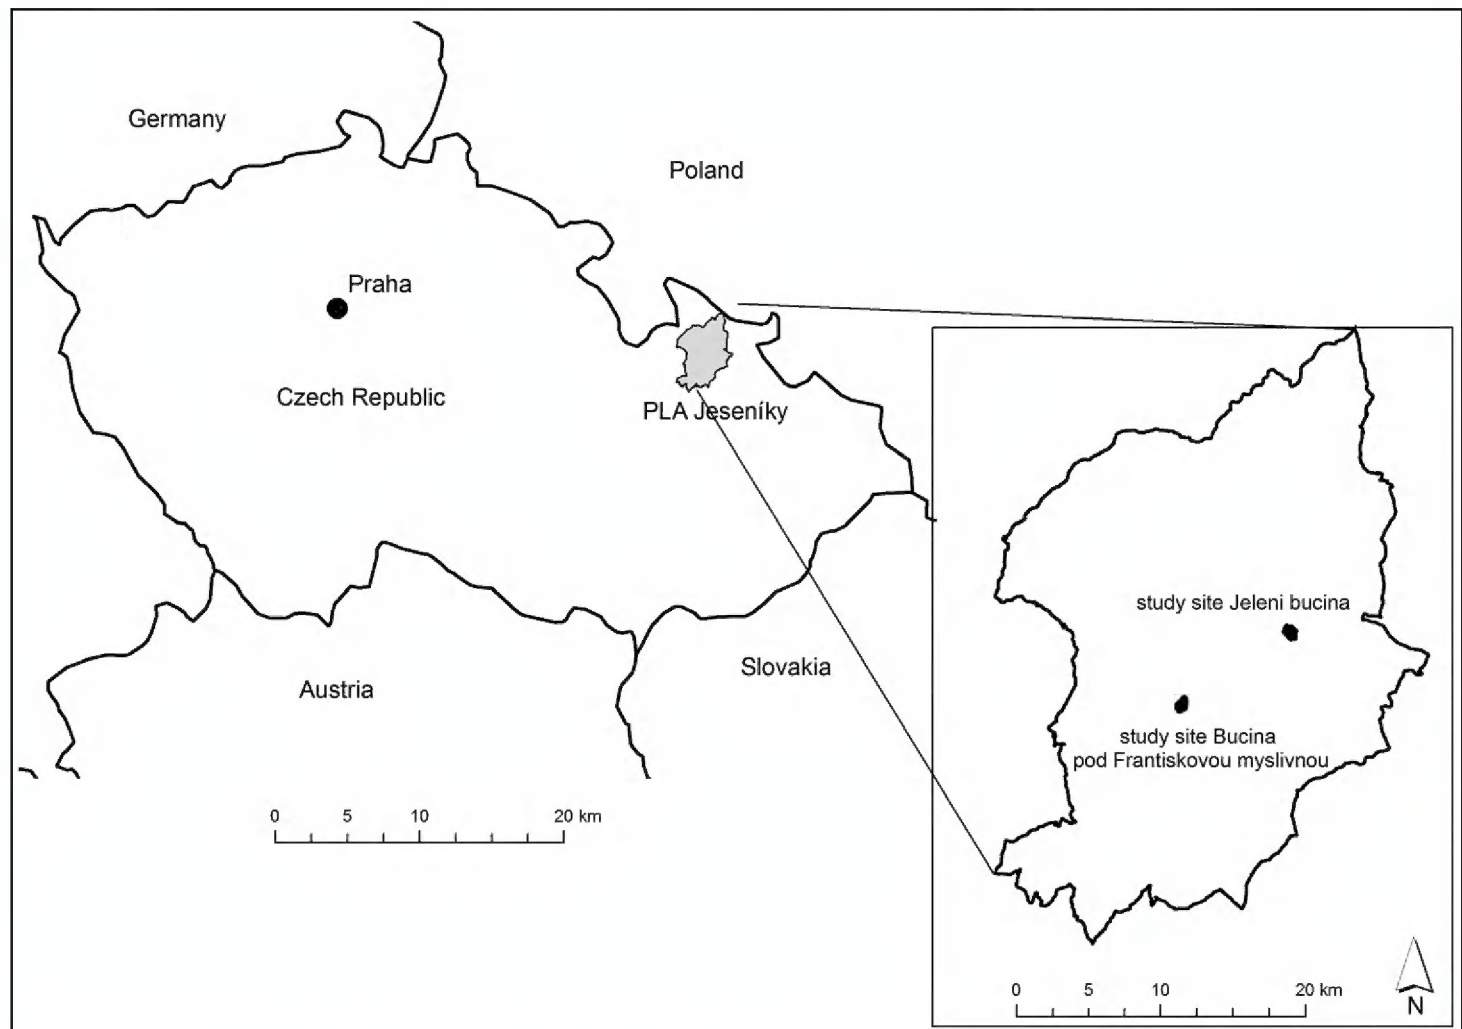 Germany
Poland
Praha
Czech Republic
PLA Jeseníky
Austria
Slovakia
0 5 10 20 km
study site Jeleni bucina
study site Bucina
pod Frantiskovou myslivnou
0 5 10 20 km
N